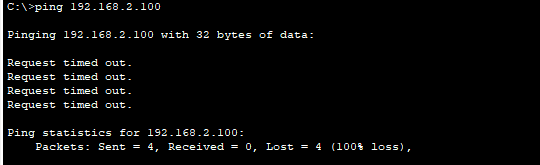 C:\>ping 192.168.2.100
Pinging 192.168.2.100 with 32 bytes of data:
Request timed out.
Request timed out.
Request timed out.
Request timed out.
Ping statistics for 192.168.2.100:
    Packets: Sent = 4, Received = 0, Lost = 4 (100% loss),